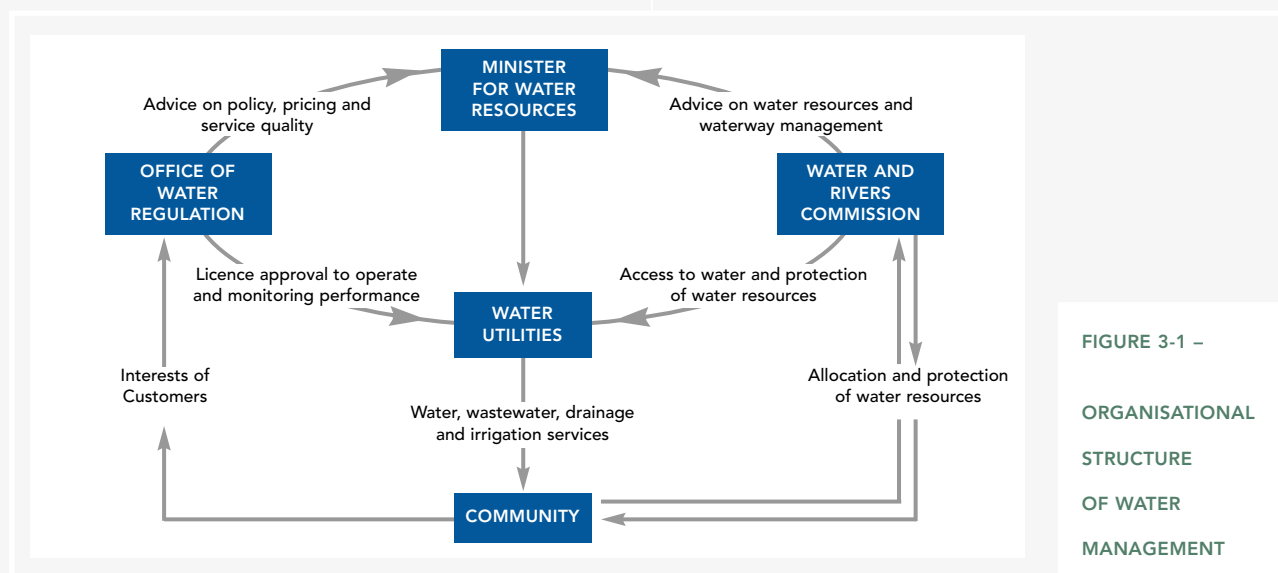 MINISTER
FOR WATER
RESOURCES
Advice on policy, pricing and
service quality
Advice on water resources and
waterway management
OFFICE OF
WATER
REGULATION
WATER AND
RIVERS
COMMISSION
Licence approval to operate
and monitoring performance
Access to water and protection
of water resources
WATER
UTILITIES
Interests of
Customers
Allocation and protection
of water resources
Water, wastewater, drainage
and irrigation services
COMMUNITY
FIGURE 3-1 –
ORGANISATIONAL
STRUCTURE
OF WATER
MANAGEMENT